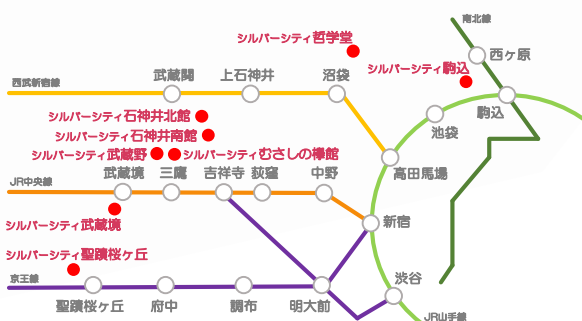 南北線
シルバーシティ哲学堂
西ヶ原
シルバーシティ駒込
武蔵関
上石神井
沼袋
西武新宿線
駒込
シルバーシティ石神井北館
池袋
シルバーシティ石神井南館
シルバーシティ武蔵野
シルバーシティむさしの欅館
武蔵境
三鷹
吉祥寺
荻窪
中野
高田馬場
JR中央線
シルバーシティ武蔵境
新宿
シルバーシティ聖蹟桜ヶ丘
京王線
渋谷
聖蹟桜ヶ丘
府中
調布
明大前
JR山手線